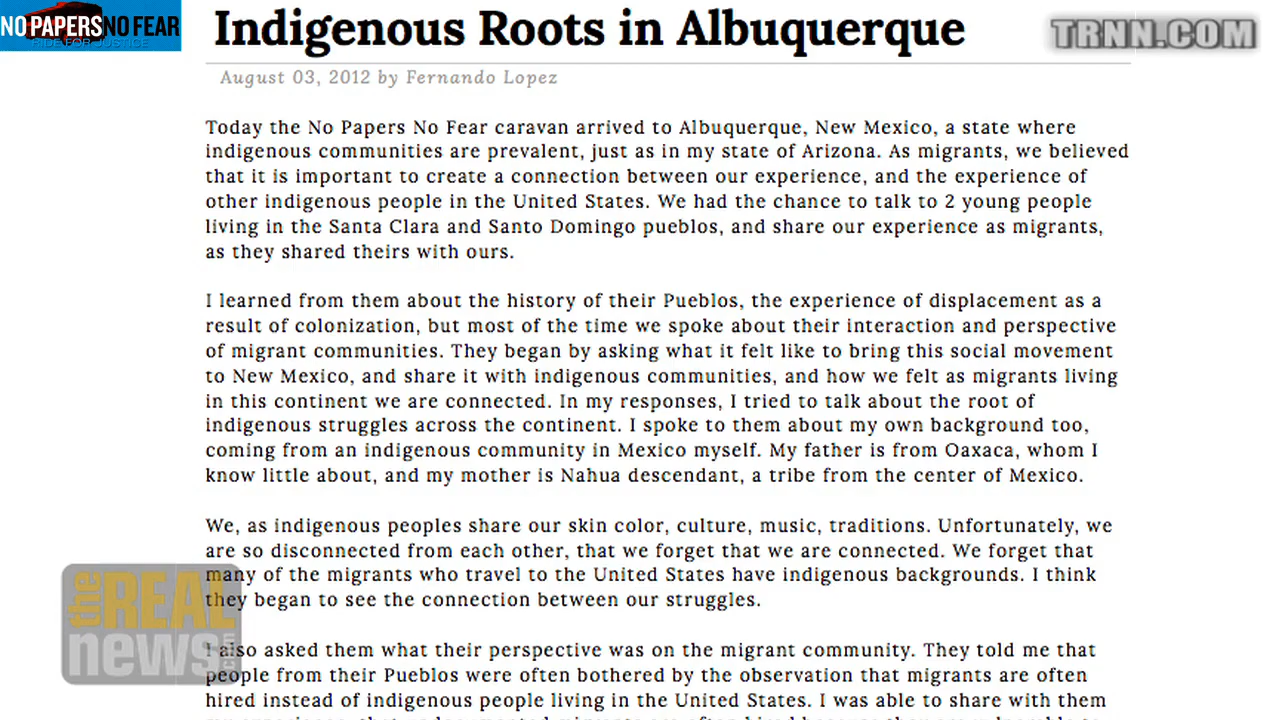 NO PAPERS NO FEAR
RIDE FOR JUSTICE
Indigenous Roots in Albuquerque
TRNN.COM
August 03, 2012 by Fernando Lopez
Today the No Papers No Fear caravan arrived to Albuquerque, New Mexico, a state where
indigenous communities are prevalent, just as in my state of Arizona. As migrants, we believed
that it is important to create a connection between our experience, and the experience of
other indigenous people in the United States. We had the chance to talk to 2 young people
living in the Santa Clara and Santo Domingo pueblos, and share our experience as migrants,
as they shared theirs with ours.
I learned from them about the history of their Pueblos, the experience of displacement as a
result of colonization, but most of the time we spoke about their interaction and perspective
of migrant communities. They began by asking what it felt like to bring this social movement
to New Mexico, and share it with indigenous communities, and how we felt as migrants living
in this continent we are connected. In my responses, I tried to talk about the root of
indigenous struggles across the continent. I spoke to them about my own background too,
coming from an indigenous community in Mexico myself. My father is from Oaxaca, whom I
know little about, and my mother is Nahua descendant, a tribe from the center of Mexico.
We, as indigenous peoples share our skin color, culture, music, traditions. Unfortunately, we
are so disconnected from each other, that we forget that we are connected. We forget that
many of the migrants who travel to the United States have indigenous backgrounds. I think
they began to see the connection between our struggles.
I also asked them what their perspective was on the migrant community. They told me that
people from their Pueblos were often bothered by the observation that migrants are often
hired instead of indigenous people living in the United States. I was able to share with them
the REAL
news.com